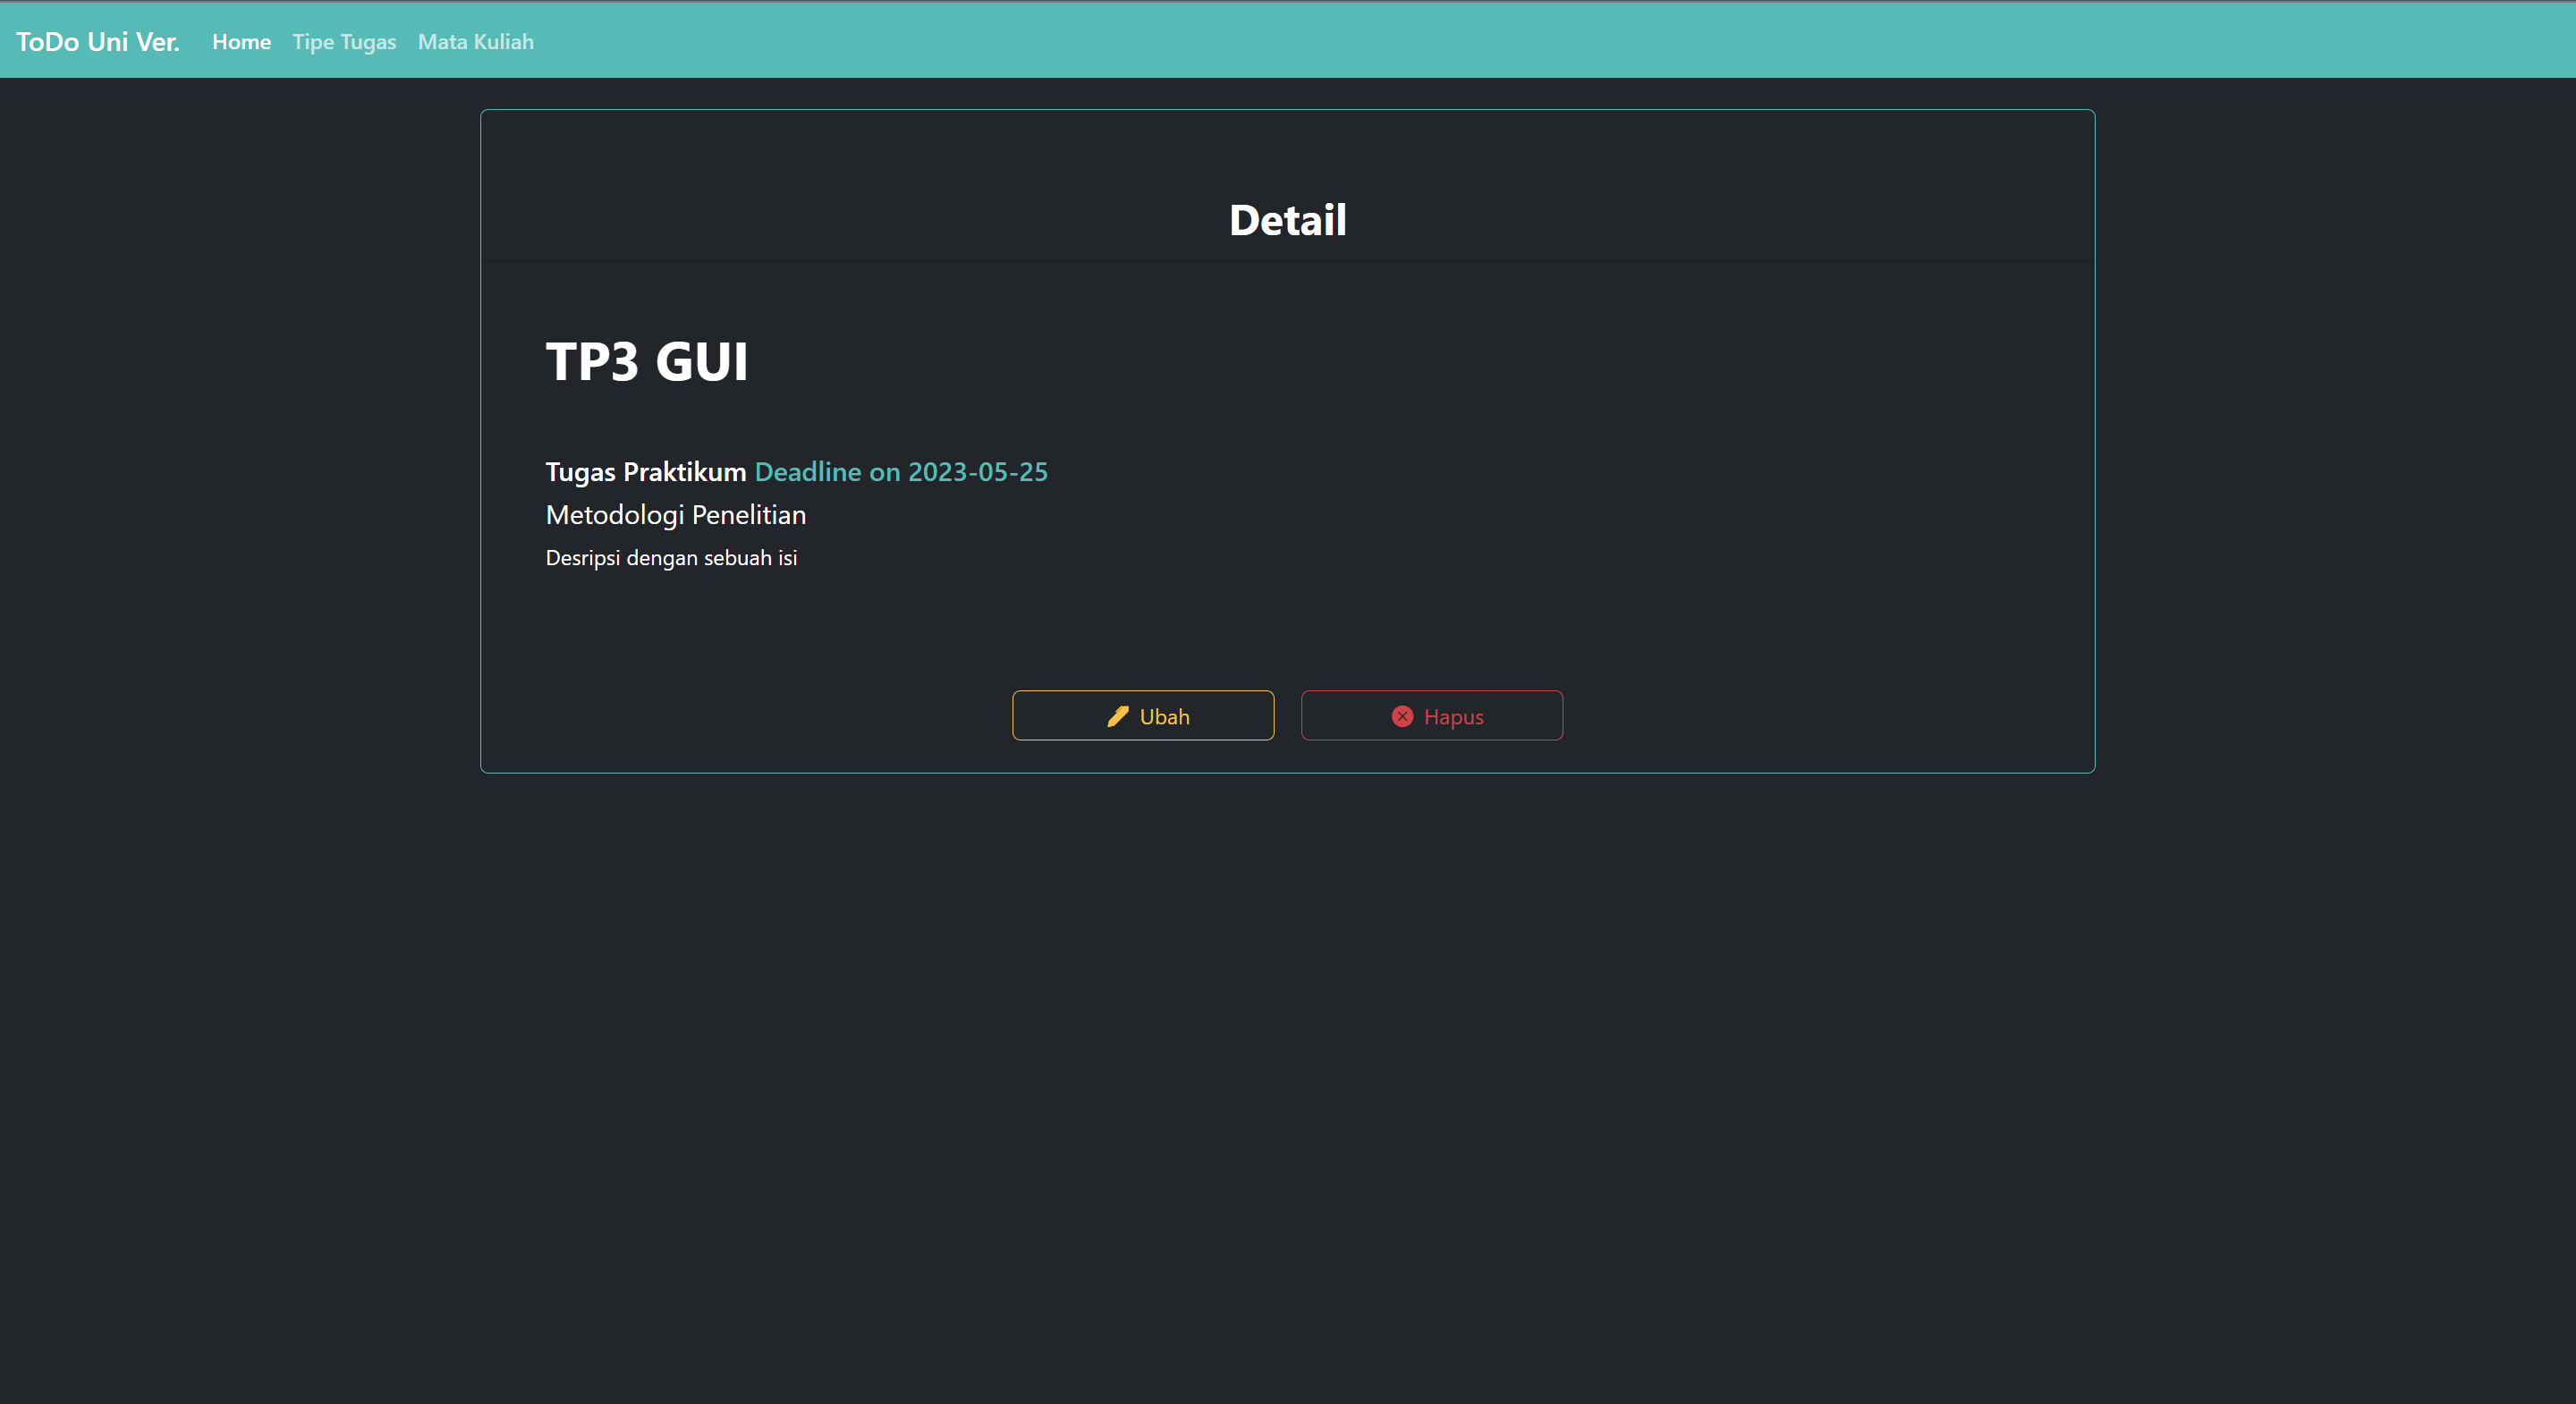 ToDo Uni Ver. Home Tipe Tugas Mata Kuliah
Detail
TP3 GUI
Tugas Praktikum Deadline on 2023-05-25
Metodologi Penelitian
Desripsi dengan sebuah isi
Ubah Hapus